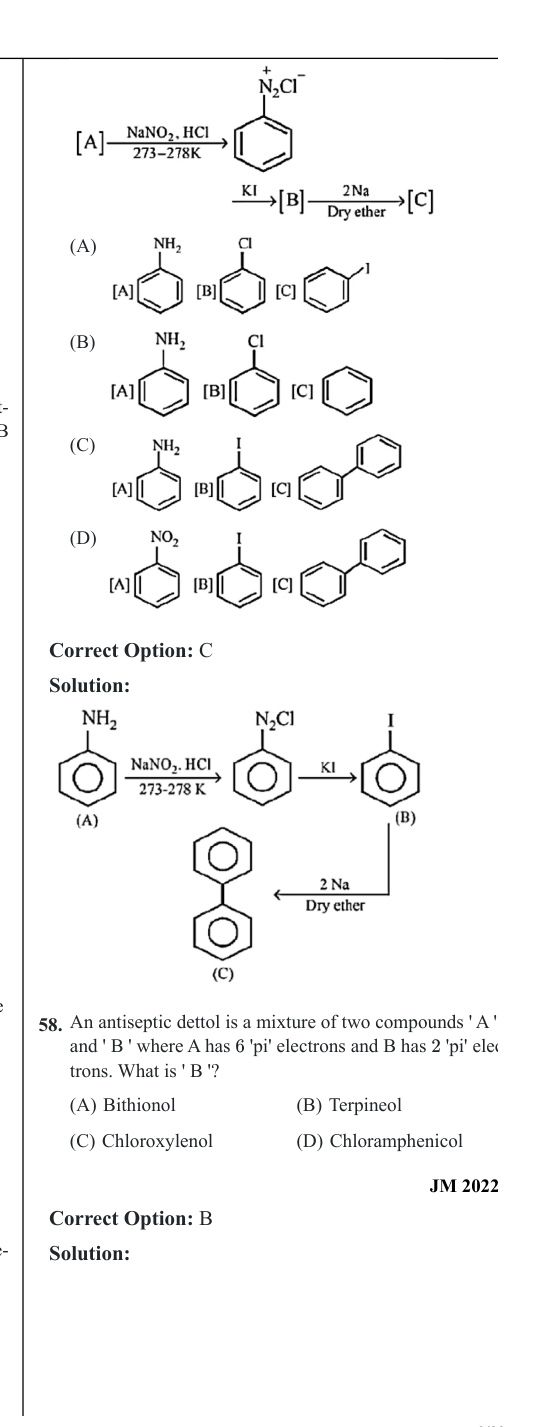 N₂⁺Cl⁻
[A] NaNO₂, HCl
273–278K
KI [B] 2Na [C]
Dry ether
(A) NH₂ Cl I
[A] [B] [C]
(B) NH₂ Cl
[A] [B] [C]
t-
B
(C) NH₂ I
[A] [B] [C]
(D) NO₂ I
[A] [B] [C]
Correct Option: C
Solution:
NH₂ N₂Cl I
NaNO₂, HCl KI
273-278 K
(A) (B)
2 Na
Dry ether
(C)
e
58. An antiseptic dettol is a mixture of two compounds ' A '
and ' B ' where A has 6 'pi' electrons and B has 2 'pi' elec
trons. What is ' B '?
(A) Bithionol (B) Terpineol
(C) Chloroxylenol (D) Chloramphenicol
JM 2022
Correct Option: B
e-
Solution: